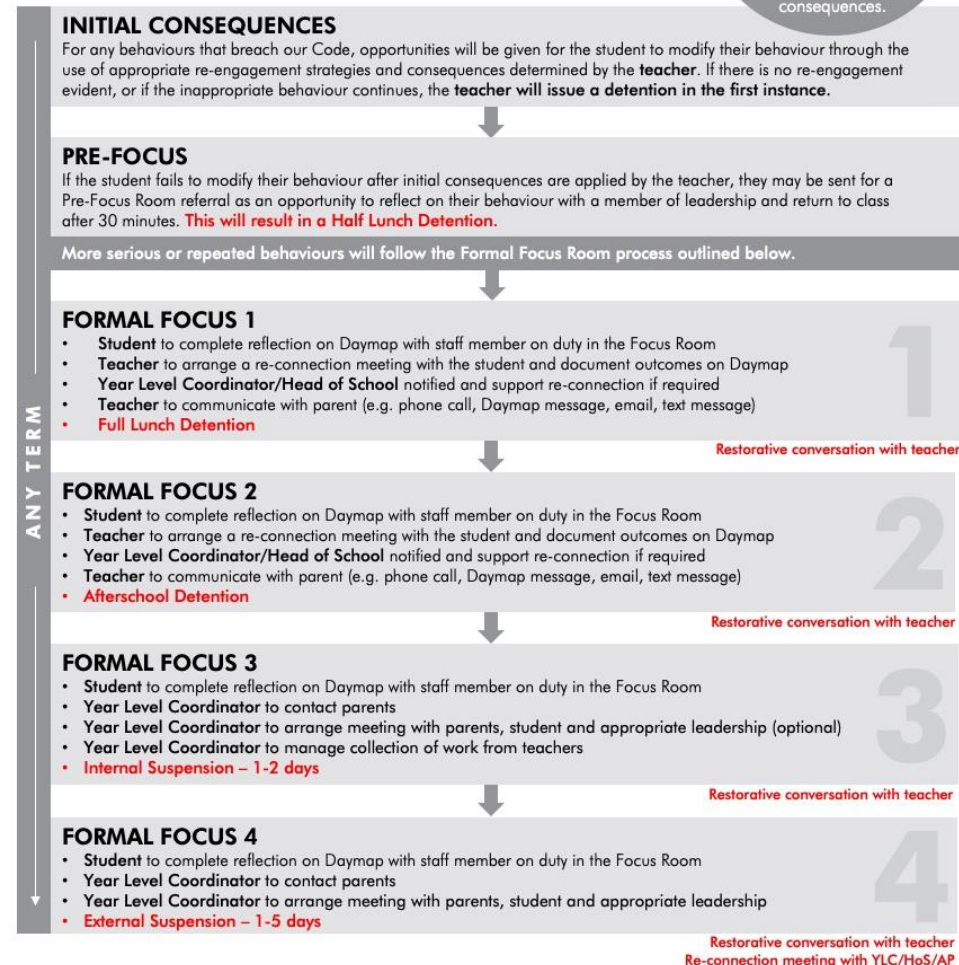 consequences.
INITIAL CONSEQUENCES
For any behaviours that breach our Code, opportunities will be given for the student to modify their behaviour through the
use of appropriate re-engagement strategies and consequences determined by the teacher. If there is no re-engagement
evident, or if the inappropriate behaviour continues, the teacher will issue a detention in the first instance.
PRE-FOCUS
If the student fails to modify their behaviour after initial consequences are applied by the teacher, they may be sent for a
Pre-Focus Room referral as an opportunity to reflect on their behaviour with a member of leadership and return to class
after 30 minutes. This will result in a Half Lunch Detention.
More serious or repeated behaviours will follow the Formal Focus Room process outlined below.
ANY TERM
FORMAL FOCUS 1
• Student to complete reflection on Daymap with staff member on duty in the Focus Room
• Teacher to arrange a re-connection meeting with the student and document outcomes on Daymap
• Year Level Coordinator/Head of School notified and support re-connection if required
• Teacher to communicate with parent (e.g. phone call, Daymap message, email, text message)
• Full Lunch Detention
1
Restorative conversation with teacher
FORMAL FOCUS 2
• Student to complete reflection on Daymap with staff member on duty in the Focus Room
• Teacher to arrange a re-connection meeting with the student and document outcomes on Daymap
• Year Level Coordinator/Head of School notified and support re-connection if required
• Teacher to communicate with parent (e.g. phone call, Daymap message, email, text message)
• Afterschool Detention
2
Restorative conversation with teacher
FORMAL FOCUS 3
• Student to complete reflection on Daymap with staff member on duty in the Focus Room
• Year Level Coordinator to contact parents
• Year Level Coordinator to arrange meeting with parents, student and appropriate leadership (optional)
• Year Level Coordinator to manage collection of work from teachers
• Internal Suspension – 1-2 days
3
Restorative conversation with teacher
FORMAL FOCUS 4
• Student to complete reflection on Daymap with staff member on duty in the Focus Room
• Year Level Coordinator to contact parents
• Year Level Coordinator to arrange meeting with parents, student and appropriate leadership
• External Suspension – 1-5 days
4
Restorative conversation with teacher
Re-connection meeting with YLC/HoS/AP